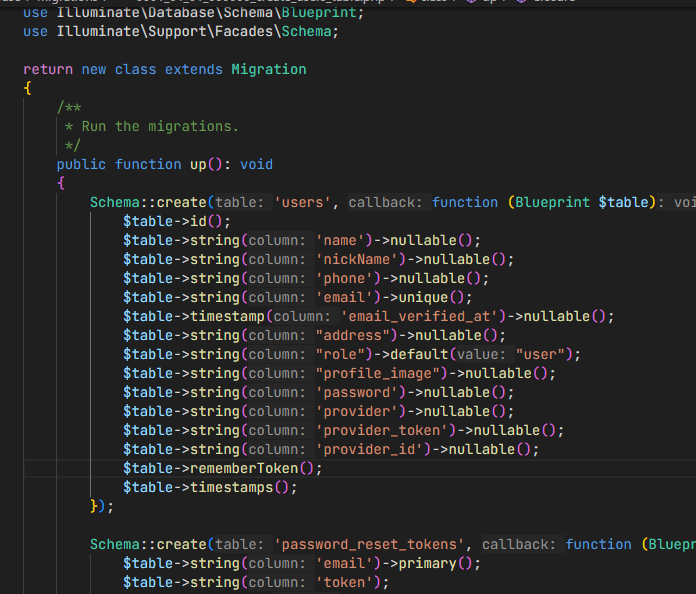 use Illuminate\Database\Schema\Blueprint;
use Illuminate\Support\Facades\Schema;
return new class extends Migration
{
/**
* Run the migrations.
*/
public function up(): void
{
Schema::create(table: 'users', callback: function (Blueprint $table): voi
$table->id();
$table->string(column: 'name')->nullable();
$table->string(column: 'nickName')->nullable();
$table->string(column: 'phone')->nullable();
$table->string(column: 'email')->unique();
$table->timestamp(column: 'email_verified_at')->nullable();
$table->string(column: "address")->nullable();
$table->string(column: "role")->default(value: "user");
$table->string(column: "profile_image")->nullable();
$table->string(column: 'password')->nullable();
$table->string(column: 'provider')->nullable();
$table->string(column: 'provider_token')->nullable();
$table->string(column: 'provider_id')->nullable();
$table->rememberToken();
$table->timestamps();
});
Schema::create(table: 'password_reset_tokens', callback: function (Bluepr
$table->string(column: 'email')->primary();
$table->string(column: 'token');